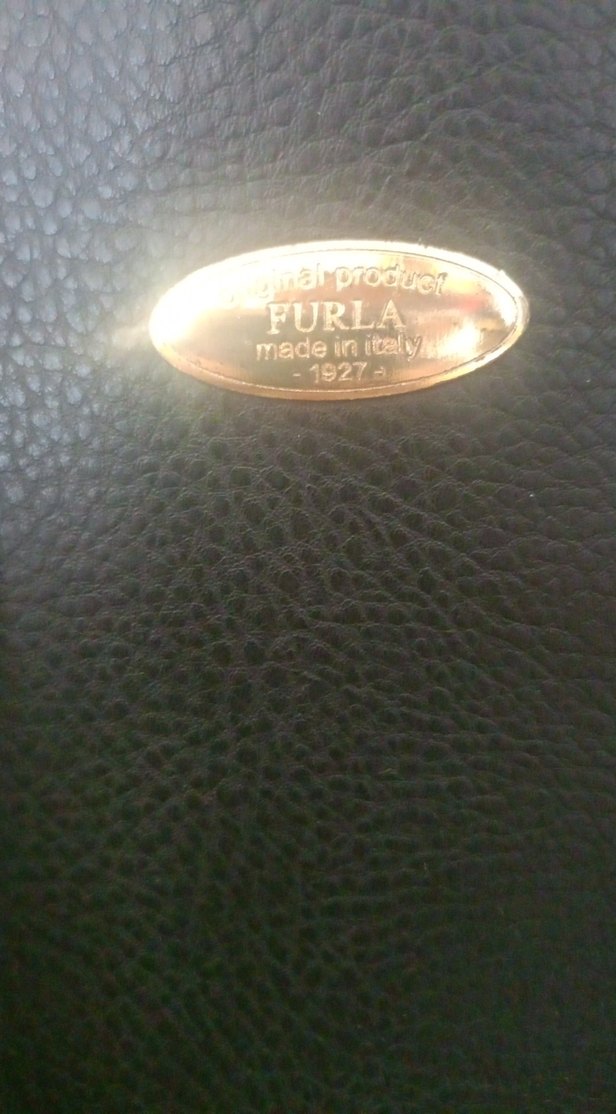 original product
FURLA
made in italy
- 1927 -